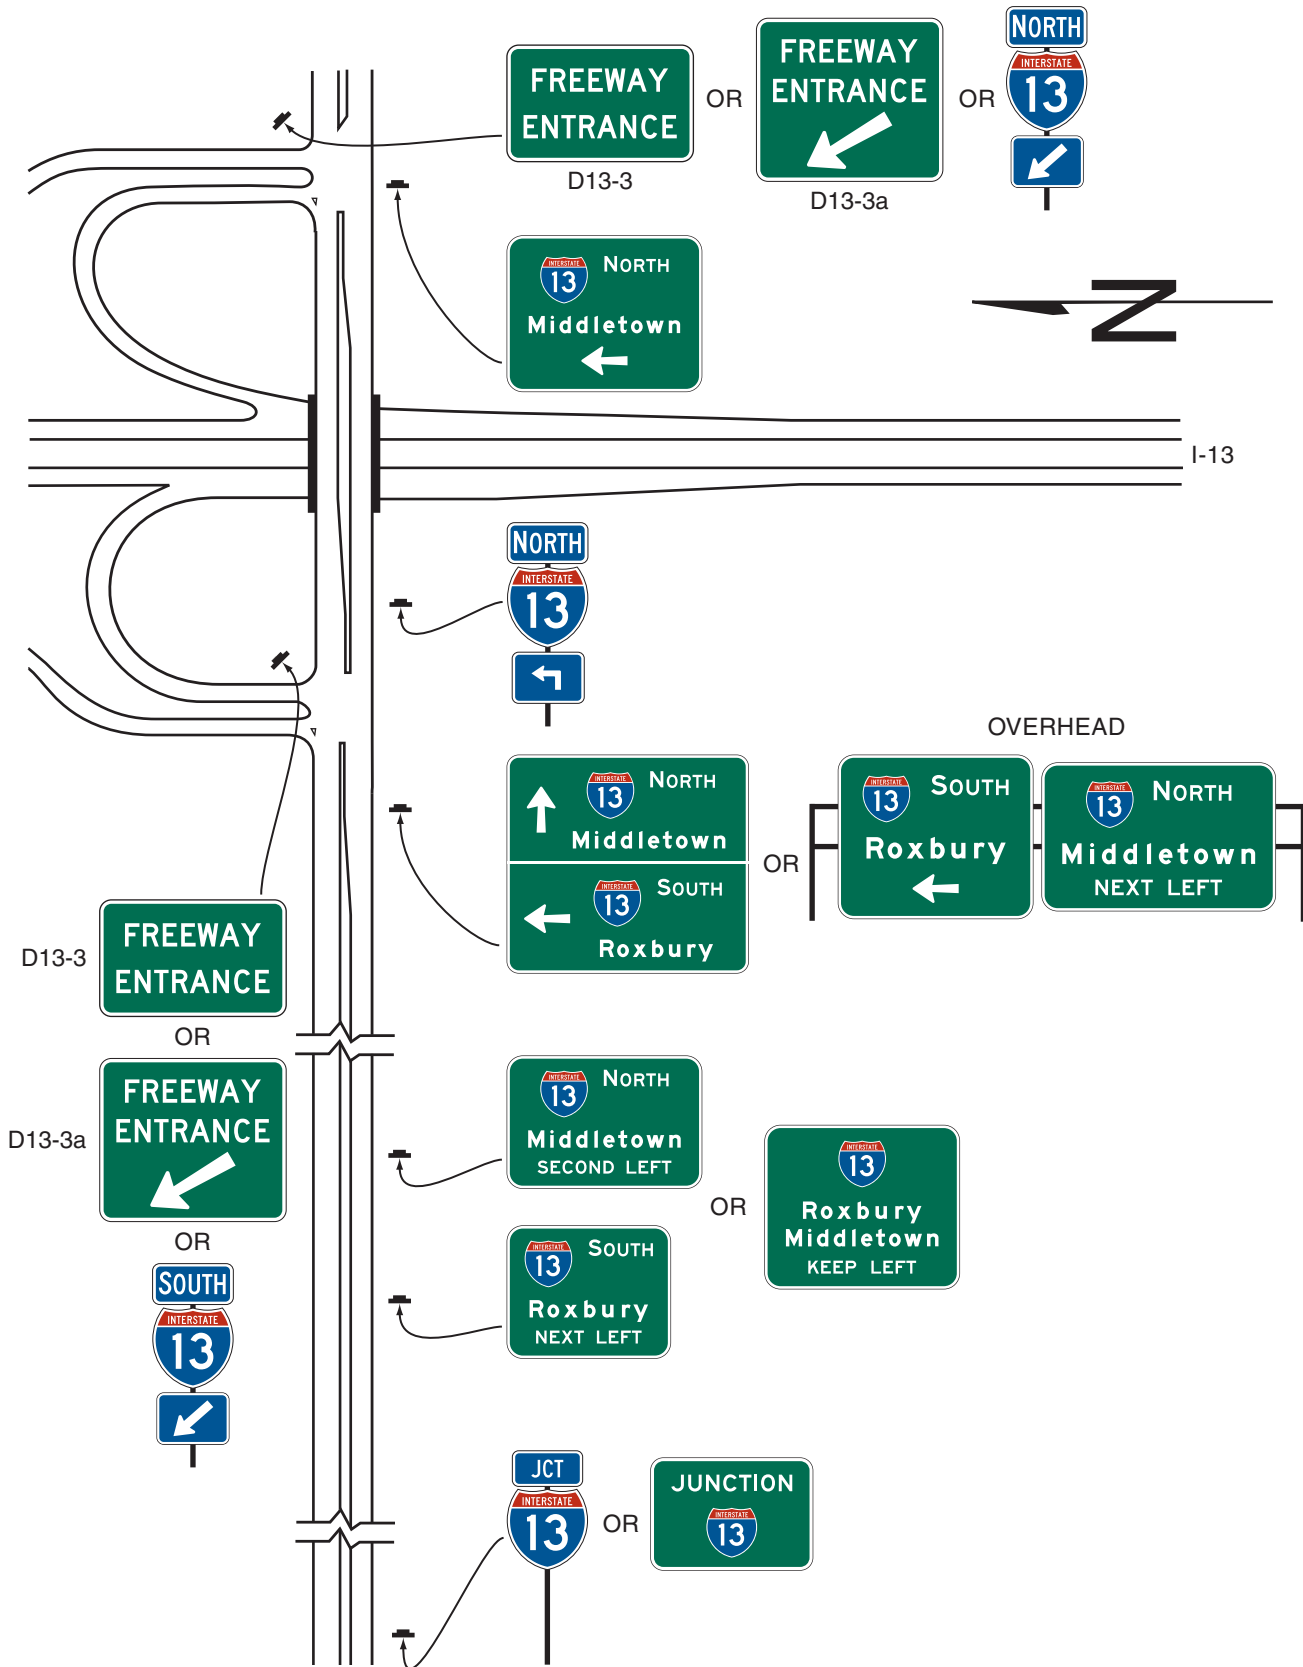 FREEWAY
ENTRANCE
D13-3
OR
FREEWAY
ENTRANCE
D13-3a
OR
NORTH
INTERSTATE
13
INTERSTATE
13
NORTH
Middletown
N
I-13
NORTH
INTERSTATE
13
INTERSTATE
13
NORTH
Middletown
INTERSTATE
13
SOUTH
Roxbury
OR
OVERHEAD
INTERSTATE
13
SOUTH
Roxbury
INTERSTATE
13
NORTH
Middletown
NEXT LEFT
D13-3
FREEWAY
ENTRANCE
OR
D13-3a
FREEWAY
ENTRANCE
OR
SOUTH
INTERSTATE
13
INTERSTATE
13
NORTH
Middletown
SECOND LEFT
INTERSTATE
13
SOUTH
Roxbury
NEXT LEFT
OR
INTERSTATE
13
Roxbury
Middletown
KEEP LEFT
JCT
INTERSTATE
13
OR
JUNCTION
INTERSTATE
13